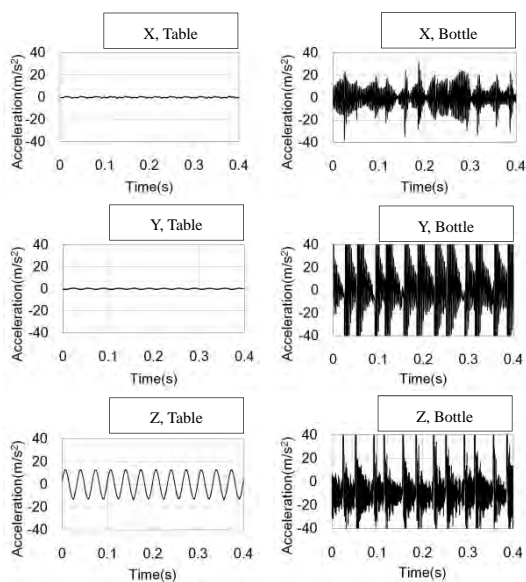 X, Table
Acceleration(m/s²)
40
20
0
-20
-40
0 0.1 0.2 0.3 0.4
Time(s)
X, Bottle
Acceleration(m/s²)
40
20
0
-20
-40
0 0.1 0.2 0.3 0.4
Time(s)
Y, Table
Acceleration(m/s²)
40
20
0
-20
-40
0 0.1 0.2 0.3 0.4
Time(s)
Y, Bottle
Acceleration(m/s²)
40
20
0
-20
-40
0 0.1 0.2 0.3 0.4
Time(s)
Z, Table
Acceleration(m/s²)
40
20
0
-20
-40
0 0.1 0.2 0.3 0.4
Time(s)
Z, Bottle
Acceleration(m/s²)
40
20
0
-20
-40
0 0.1 0.2 0.3 0.4
Time(s)